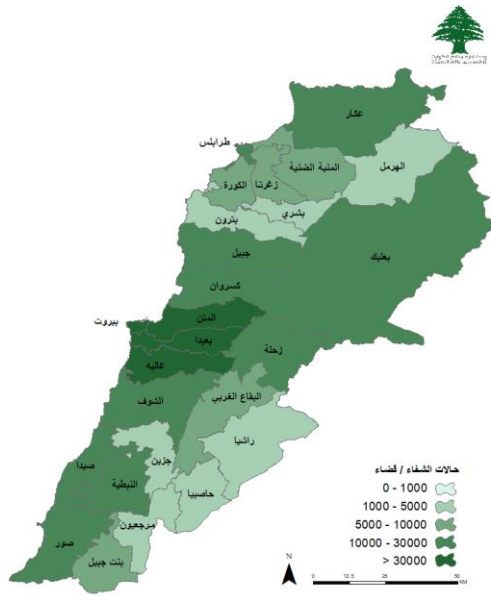 عكار
طرابلس
الهرمل
المنية الضنية
زغرتا
الكورة
بشري
بترون
بعلبك
جبيل
كسروان
المتن
بيروت
بعبدا
زحلة
عاليه
الشوف
البقاع الغربي
راشيا
جزين
صيدا
حاصبيا
النبطية
مرجعيون
صور
بنت جبيل
حالات الشفاء / قضاء
0 - 1000
1000 - 5000
5000 - 10000
10000 - 30000
> 30000
N
0 12.5 25 50
KM